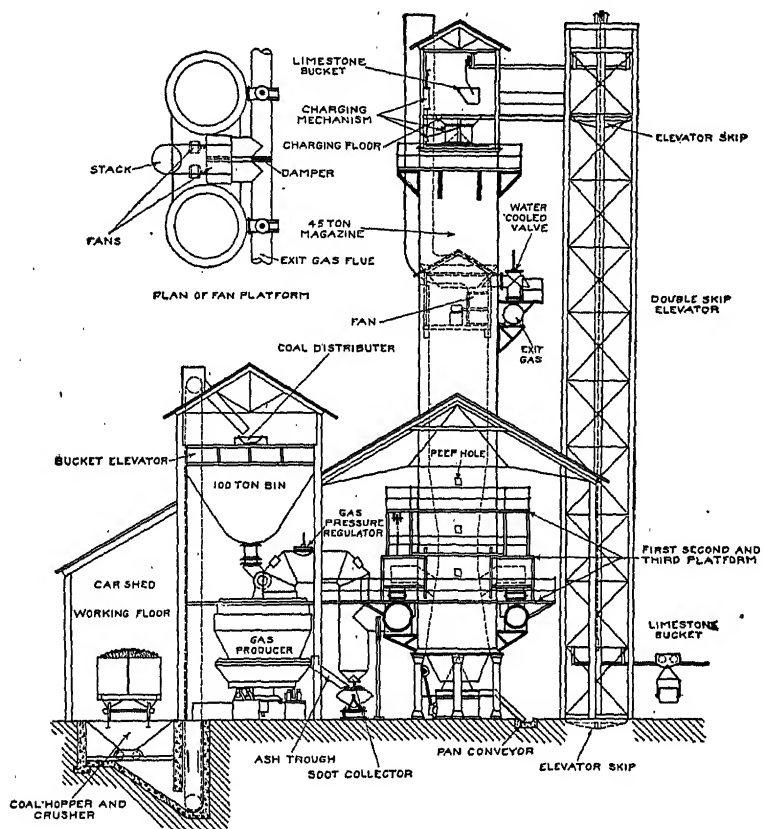 LIMESTONE
BUCKET
CHARGING
MECHANISM
CHARGING FLOOR
ELEVATOR SKIP
STACK
DAMPER
FANS
EXIT GAS FLUE
PLAN OF FAN PLATFORM
45 TON
MAGAZINE
WATER
COOLED
VALVE
FAN
EXIT
GAS
DOUBLE SKIP
ELEVATOR
COAL DISTRIBUTER
BUCKET ELEVATOR
100 TON BIN
PEEP HOLE
GAS
PRESSURE
REGULATOR
FIRST SECOND AND
THIRD PLATFORM
CAR SHED
WORKING FLOOR
GAS
PRODUCER
LIMESTONE
BUCKET
ASH TROUGH
SOOT COLLECTOR
PAN CONVEYOR
ELEVATOR SKIP
COAL HOPPER AND
CRUSHER